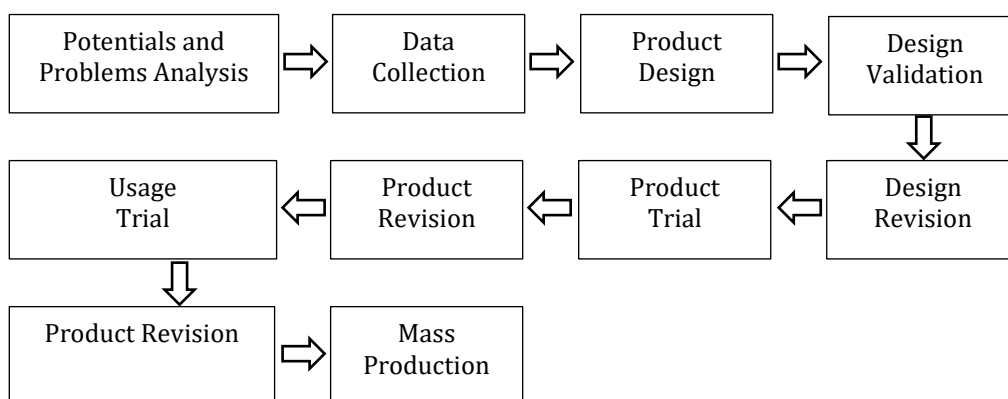 Potentials and
Problems Analysis
Data
Collection
Product
Design
Design
Validation
Usage
Trial
Product
Revision
Product
Trial
Design
Revision
Product Revision
Mass
Production